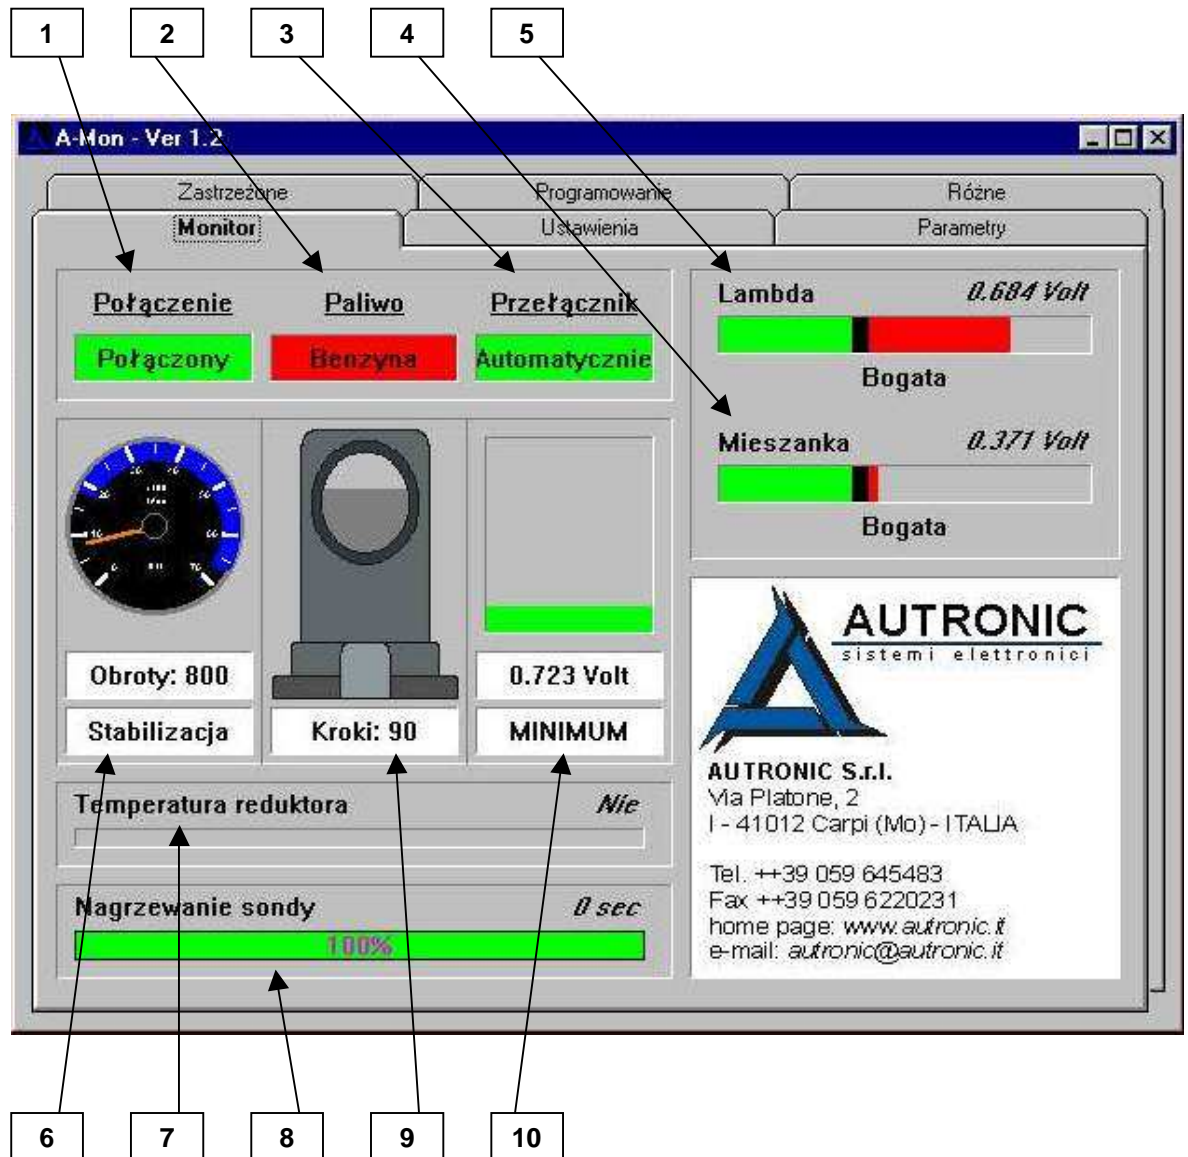 1 2 3 4 5
A-Mon - Ver 1.2
Zastrzeżone Programowanie Różne
Monitor Ustawienia Parametry
Połączenie Paliwo Przełącznik
Połączony Benzyna Automatycznie
Lambda 0.684 Volt
Bogata
Mieszanka 0.371 Volt
Bogata
Obroty: 800
Stabilizacja
Kroki: 90
0.723 Volt
MINIMUM
Temperatura reduktora Nie
Nagrzewanie sondy 0 sec
100%
AUTRONIC
sistemi elettronici
AUTRONIC S.r.l.
Via Platone, 2
I - 41012 Carpi (Mo) - ITALIA
Tel. ++39 059 645483
Fax ++39 059 6220231
home page: www.autronic.it
e-mail: autronic@autronic.it
6 7 8 9 10